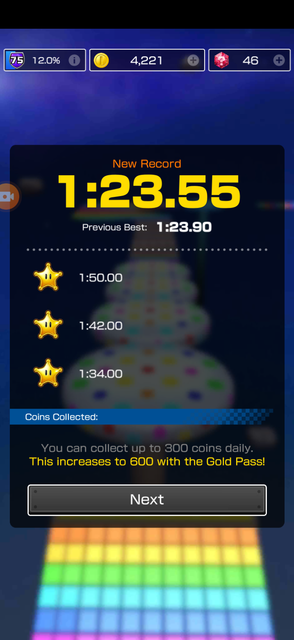 75 12.0% i 4,221 + 46 +
New Record
1:23.55
Previous Best: 1:23.90
1:50.00
1:42.00
1:34.00
Coins Collected:
You can collect up to 300 coins daily.
This increases to 600 with the Gold Pass!
Next